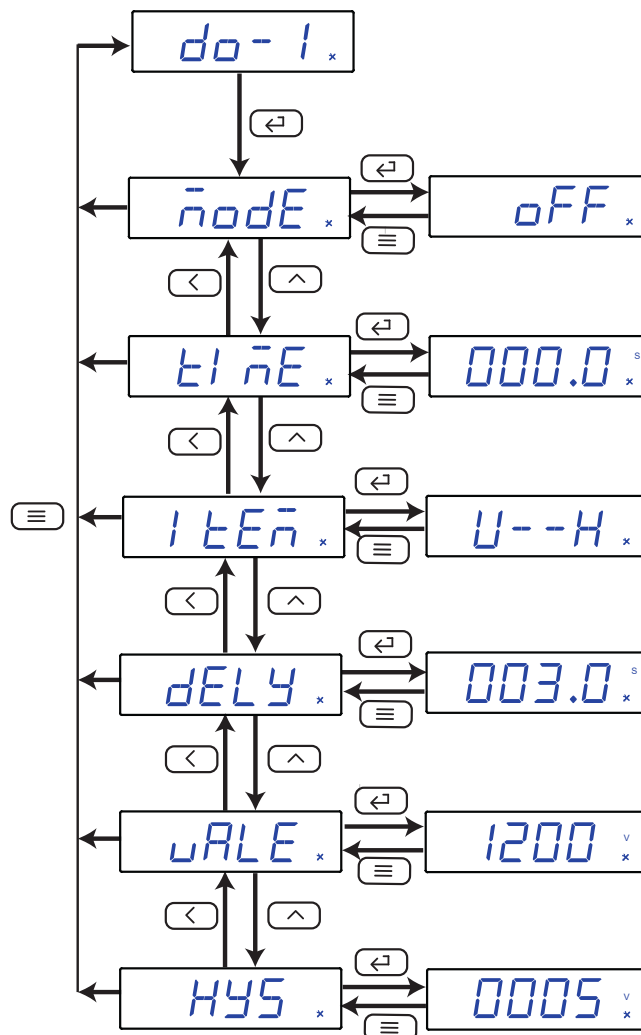 do-1
modE
oFF
tImE
000.0 s
ItEm
U--H
dELY
003.0 s
uALE
1200 v
HYS
0005 v